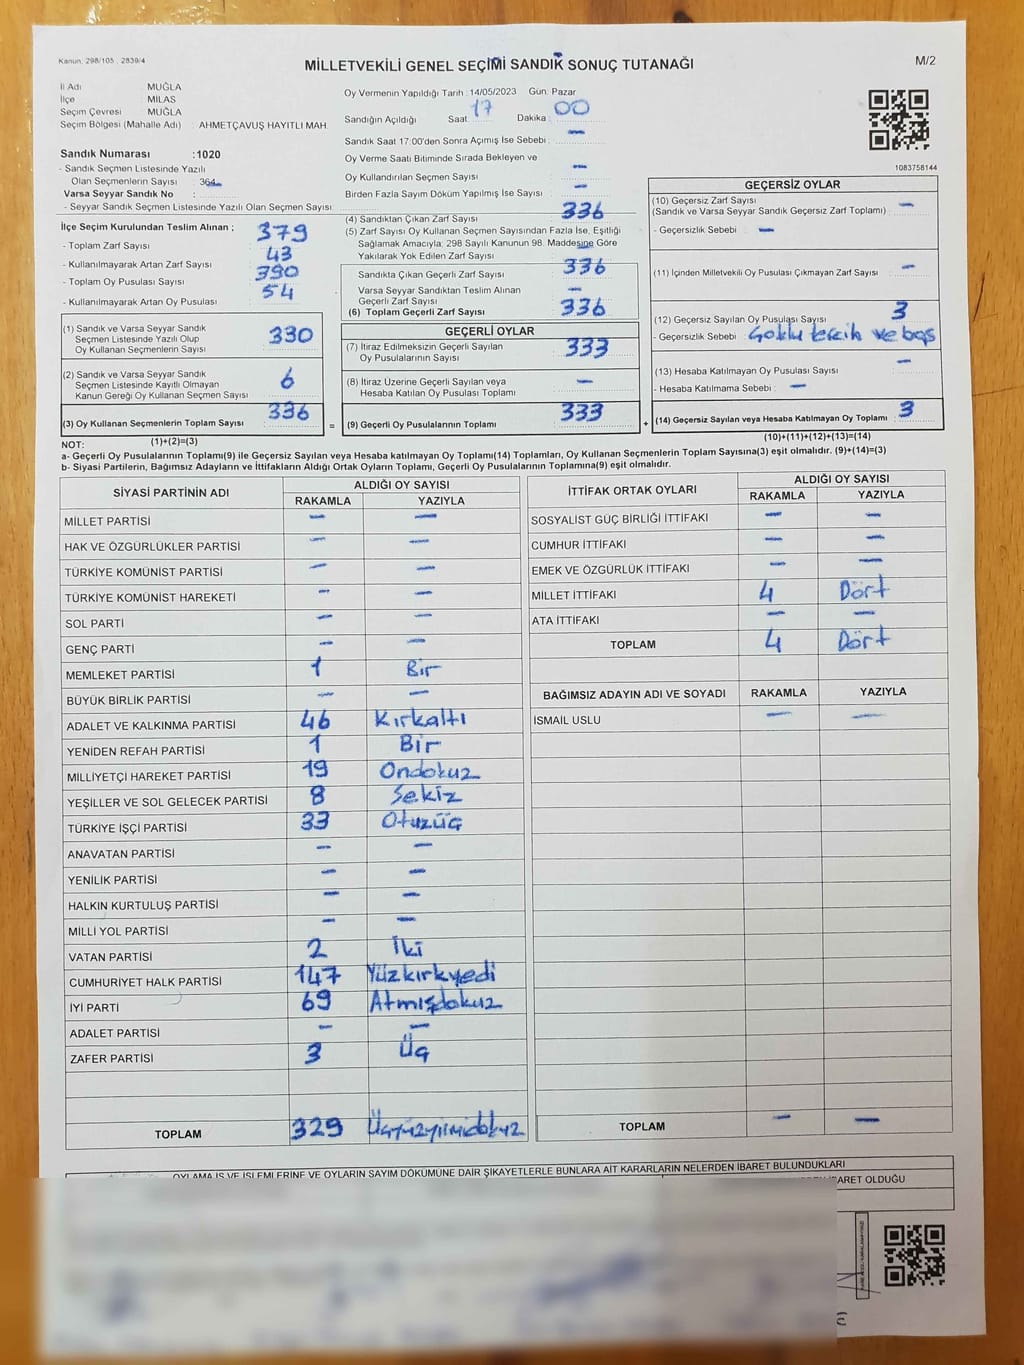 Kanun: 298/105 , 2839/4
MİLLETVEKİLİ GENEL SEÇİMİ SANDIK SONUÇ TUTANAĞI
M/2
İl Adı MUĞLA
İlçe MİLAS
Seçim Çevresi MUĞLA
Seçim Bölgesi (Mahalle Adı) : AHMETÇAVUŞ HAYITLI MAH.
Sandık Numarası :1020
- Sandık Seçmen Listesinde Yazılı
Olan Seçmenlerin Sayısı : 364
Varsa Seyyar Sandık No :
- Seyyar Sandık Seçmen Listesinde Yazılı Olan Seçmen Sayısı:
İlçe Seçim Kurulundan Teslim Alınan ;
- Toplam Zarf Sayısı : 379
- Kullanılmayarak Artan Zarf Sayısı : 43
- Toplam Oy Pusulası Sayısı : 390
- Kullanılmayarak Artan Oy Pusulası : 54
(1) Sandık ve Varsa Seyyar Sandık
Seçmen Listesinde Yazılı Olup
Oy Kullanan Seçmenlerin Sayısı : 330
(2) Sandık ve Varsa Seyyar Sandık
Seçmen Listesinde Kayıtlı Olmayan
Kanun Gereği Oy Kullanan Seçmen Sayısı : 6
(3) Oy Kullanan Seçmenlerin Toplam Sayısı : 336
Oy Vermenin Yapıldığı Tarih :14/05/2023 Gün: Pazar
Sandığın Açıldığı Saat: 17 Dakika : 00
Sandık Saat 17:00'den Sonra Açımış İse Sebebi : —
Oy Verme Saati Bitiminde Sırada Bekleyen ve
Oy Kullandırılan Seçmen Sayısı : —
Birden Fazla Sayım Döküm Yapılmış İse Sayısı : —
(4) Sandıktan Çıkan Zarf Sayısı : 336
(5) Zarf Sayısı Oy Kullanan Seçmen Sayısından Fazla İse, Eşitliği
Sağlamak Amacıyla; 298 Sayılı Kanunun 98. Maddesine Göre
Yakılarak Yok Edilen Zarf Sayısı : —
Sandıkta Çıkan Geçerli Zarf Sayısı : 336
Varsa Seyyar Sandıktan Teslim Alınan
Geçerli Zarf Sayısı : —
(6) Toplam Geçerli Zarf Sayısı : 336
GEÇERLİ OYLAR
(7) İtiraz Edilmeksizin Geçerli Sayılan
Oy Pusulalarının Sayısı : 333
(8) İtiraz Üzerine Geçerli Sayılan veya
Hesaba Katılan Oy Pusulası Toplamı : —
= (9) Geçerli Oy Pusulalarının Toplamı : 333 +
1083758144
GEÇERSİZ OYLAR
(10) Geçersiz Zarf Sayısı
(Sandık ve Varsa Seyyar Sandık Geçersiz Zarf Toplamı) : —
- Geçersizlik Sebebi : —
(11) İçinden Milletvekili Oy Pusulası Çıkmayan Zarf Sayısı : —
(12) Geçersiz Sayılan Oy Pusulası Sayısı : 3
- Geçersizlik Sebebi : Çoklu tercih ve boş
(13) Hesaba Katılmayan Oy Pusulası Sayısı : —
- Hesaba Katılmama Sebebi : —
(14) Geçersiz Sayılan veya Hesaba Katılmayan Oy Toplamı : 3
NOT: (1)+(2)=(3) (10)+(11)+(12)+(13)=(14)
a- Geçerli Oy Pusulalarının Toplamı(9) ile Geçersiz Sayılan veya Hesaba katılmayan Oy Toplamı(14) Toplamları, Oy Kullanan Seçmenlerin Toplam Sayısına(3) eşit olmalıdır. (9)+(14)=(3)
b- Siyasi Partilerin, Bağımsız Adayların ve İttifakların Aldığı Ortak Oyların Toplamı, Geçerli Oy Pusulalarının Toplamına(9) eşit olmalıdır.
SİYASİ PARTİNİN ADI ALDIĞI OY SAYISI
RAKAMLA YAZIYLA
MİLLET PARTİSİ — —
HAK VE ÖZGÜRLÜKLER PARTİSİ — —
TÜRKİYE KOMÜNİST PARTİSİ — —
TÜRKİYE KOMÜNİST HAREKETİ — —
SOL PARTİ — —
GENÇ PARTİ — —
MEMLEKET PARTİSİ 1 Bir
BÜYÜK BİRLİK PARTİSİ — —
ADALET VE KALKINMA PARTİSİ 46 Kırkaltı
YENİDEN REFAH PARTİSİ 1 Bir
MİLLİYETÇİ HAREKET PARTİSİ 19 Ondokuz
YEŞİLLER VE SOL GELECEK PARTİSİ 8 Sekiz
TÜRKİYE İŞÇİ PARTİSİ 33 Otuzüç
ANAVATAN PARTİSİ — —
YENİLİK PARTİSİ — —
HALKIN KURTULUŞ PARTİSİ — —
MİLLİ YOL PARTİSİ — —
VATAN PARTİSİ 2 İki
CUMHURİYET HALK PARTİSİ 147 Yüzkırkyedi
İYİ PARTİ 69 Atmışdokuz
ADALET PARTİSİ — —
ZAFER PARTİSİ 3 Üç
TOPLAM 329 Üçyüzyirmidokuz
İTTİFAK ORTAK OYLARI ALDIĞI OY SAYISI
RAKAMLA YAZIYLA
SOSYALİST GÜÇ BİRLİĞİ İTTİFAKI — —
CUMHUR İTTİFAKI — —
EMEK VE ÖZGÜRLÜK İTTİFAKI — —
MİLLET İTTİFAKI 4 Dört
ATA İTTİFAKI — —
TOPLAM 4 Dört
BAĞIMSIZ ADAYIN ADI VE SOYADI RAKAMLA YAZIYLA
İSMAİL USLU — —
TOPLAM — —
OYLAMA İŞ VE İŞLEMLERİNE VE OYLARIN SAYIM DÖKÜMÜNE DAİR ŞİKAYETLERLE BUNLARA AİT KARARLARIN NELERDEN İBARET BULUNDUKLARI
İBARET OLDUĞU